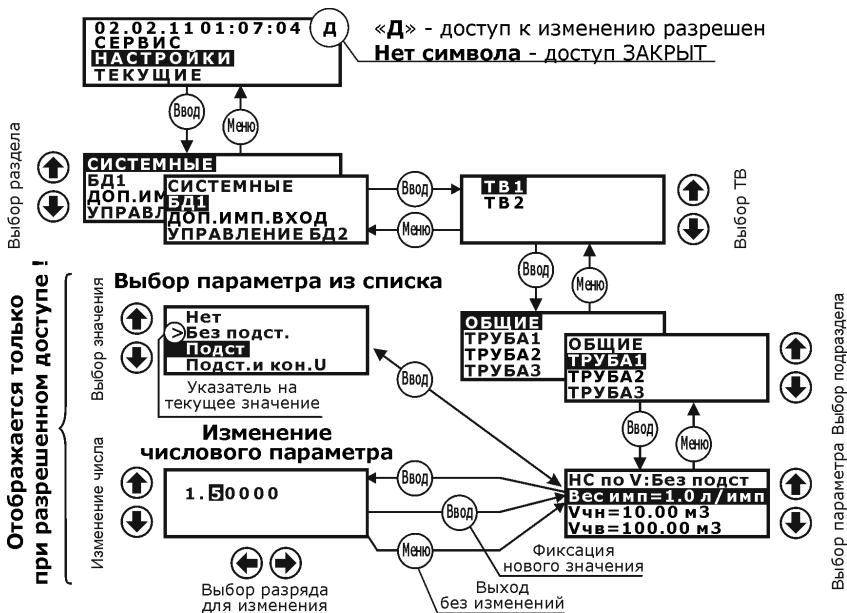 02.02.11 01:07:04
Д
СЕРВИС
НАСТРОЙКИ
ТЕКУЩИЕ
«Д» - доступ к изменению разрешен
Нет символа - доступ ЗАКРЫТ
Ввод
Меню
Выбор раздела
СИСТЕМНЫЕ
БД1
ДОП.ИМ
УПРАВЛ
СИСТЕМНЫЕ
БД1
ДОП.ИМП.ВХОД
УПРАВЛЕНИЕ БД2
Ввод
Меню
ТВ1
ТВ2
Выбор ТВ
Ввод
Меню
Отображается только
при разрешенном доступе !
Выбор параметра из списка
Выбор значения
Нет
>Без подст.
Подст
Подст.и кон.U
Указатель на
текущее значение
Ввод
ОБЩИЕ
ТРУБА1
ТРУБА2
ТРУБА3
ОБЩИЕ
ТРУБА1
ТРУБА2
ТРУБА3
Выбор подраздела
Ввод
Меню
Изменение
числового параметра
Изменение числа
1.50000
Ввод
Ввод
Меню
НС по V:Без подст
Вес имп=1.0 л/имп
Vчн=10.00 м3
Vчв=100.00 м3
Выбор параметра
Фиксация
нового значения
Выход
без изменений
Выбор разряда
для изменения